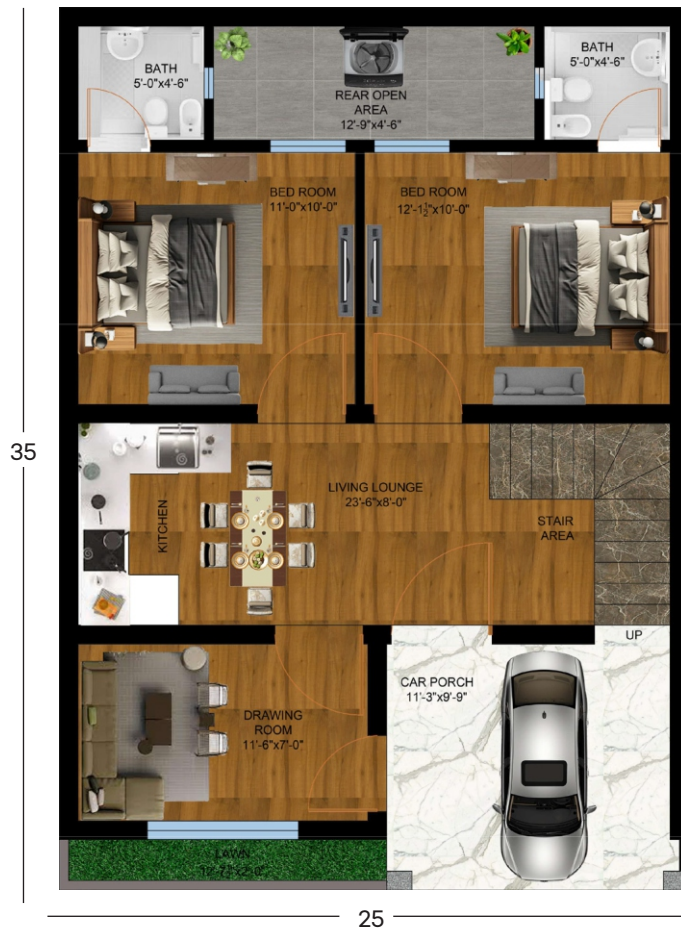 BATH
5'-0"x4'-6"
REAR OPEN
AREA
12'-9"x4'-6"
BATH
5'-0"x4'-6"
BED ROOM
11'-0"x10'-0"
BED ROOM
12'-1½"x10'-0"
35
KITCHEN
LIVING LOUNGE
23'-6"x8'-0"
STAIR
AREA
UP
CAR PORCH
11'-3"x9'-9"
DRAWING
ROOM
11'-6"x7'-0"
LAWN
25